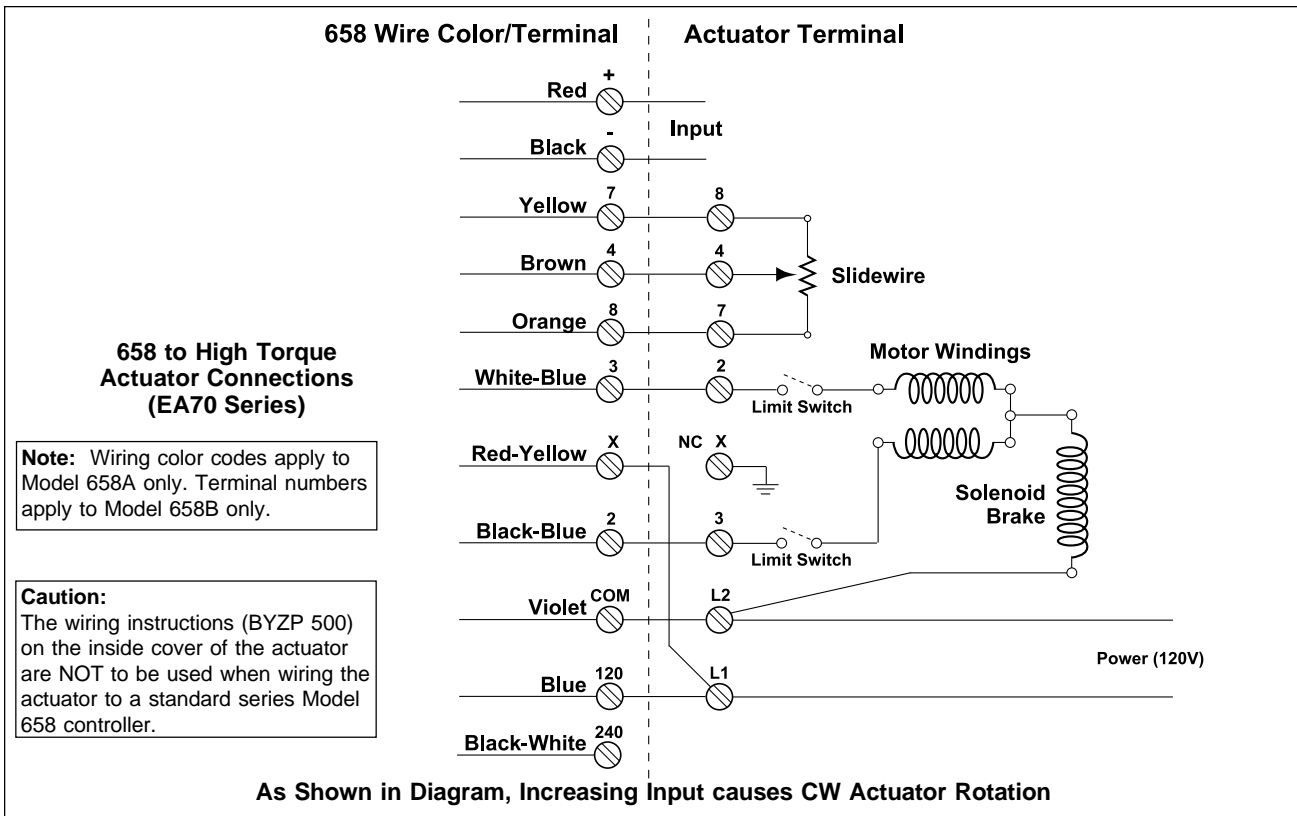 658 Wire Color/Terminal Actuator Terminal
Red +
Input
Black -
Yellow 7 8
Brown 4 4
Slidewire
Orange 8 7
658 to High Torque
Actuator Connections
(EA70 Series)
Motor Windings
White-Blue 3 2
Limit Switch
Note: Wiring color codes apply to
Model 658A only. Terminal numbers
apply to Model 658B only.
Red-Yellow X NC X
Solenoid
Brake
Black-Blue 2 3
Limit Switch
Caution:
The wiring instructions (BYZP 500)
on the inside cover of the actuator
are NOT to be used when wiring the
actuator to a standard series Model
658 controller.
Violet COM L2
Power (120V)
Blue 120 L1
Black-White 240
As Shown in Diagram, Increasing Input causes CW Actuator Rotation